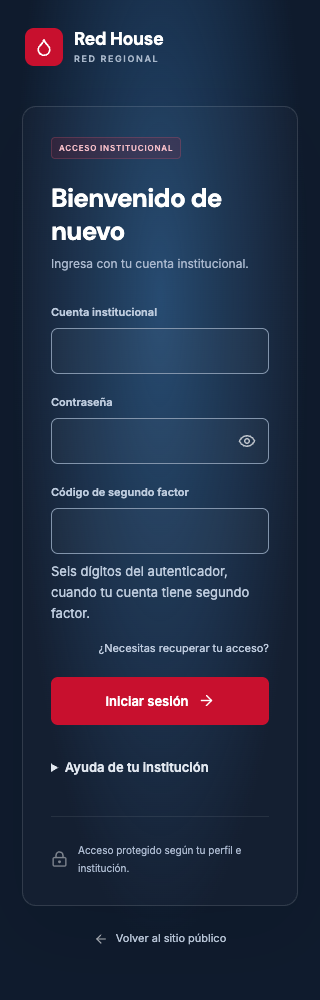 Red House
RED REGIONAL
ACCESO INSTITUCIONAL
Bienvenido de
nuevo
Ingresa con tu cuenta institucional.
Cuenta institucional
Contraseña
Código de segundo factor
Seis dígitos del autenticador,
cuando tu cuenta tiene segundo
factor.
¿Necesitas recuperar tu acceso?
Iniciar sesión
Ayuda de tu institución
Acceso protegido según tu perfil e
institución.
Volver al sitio público